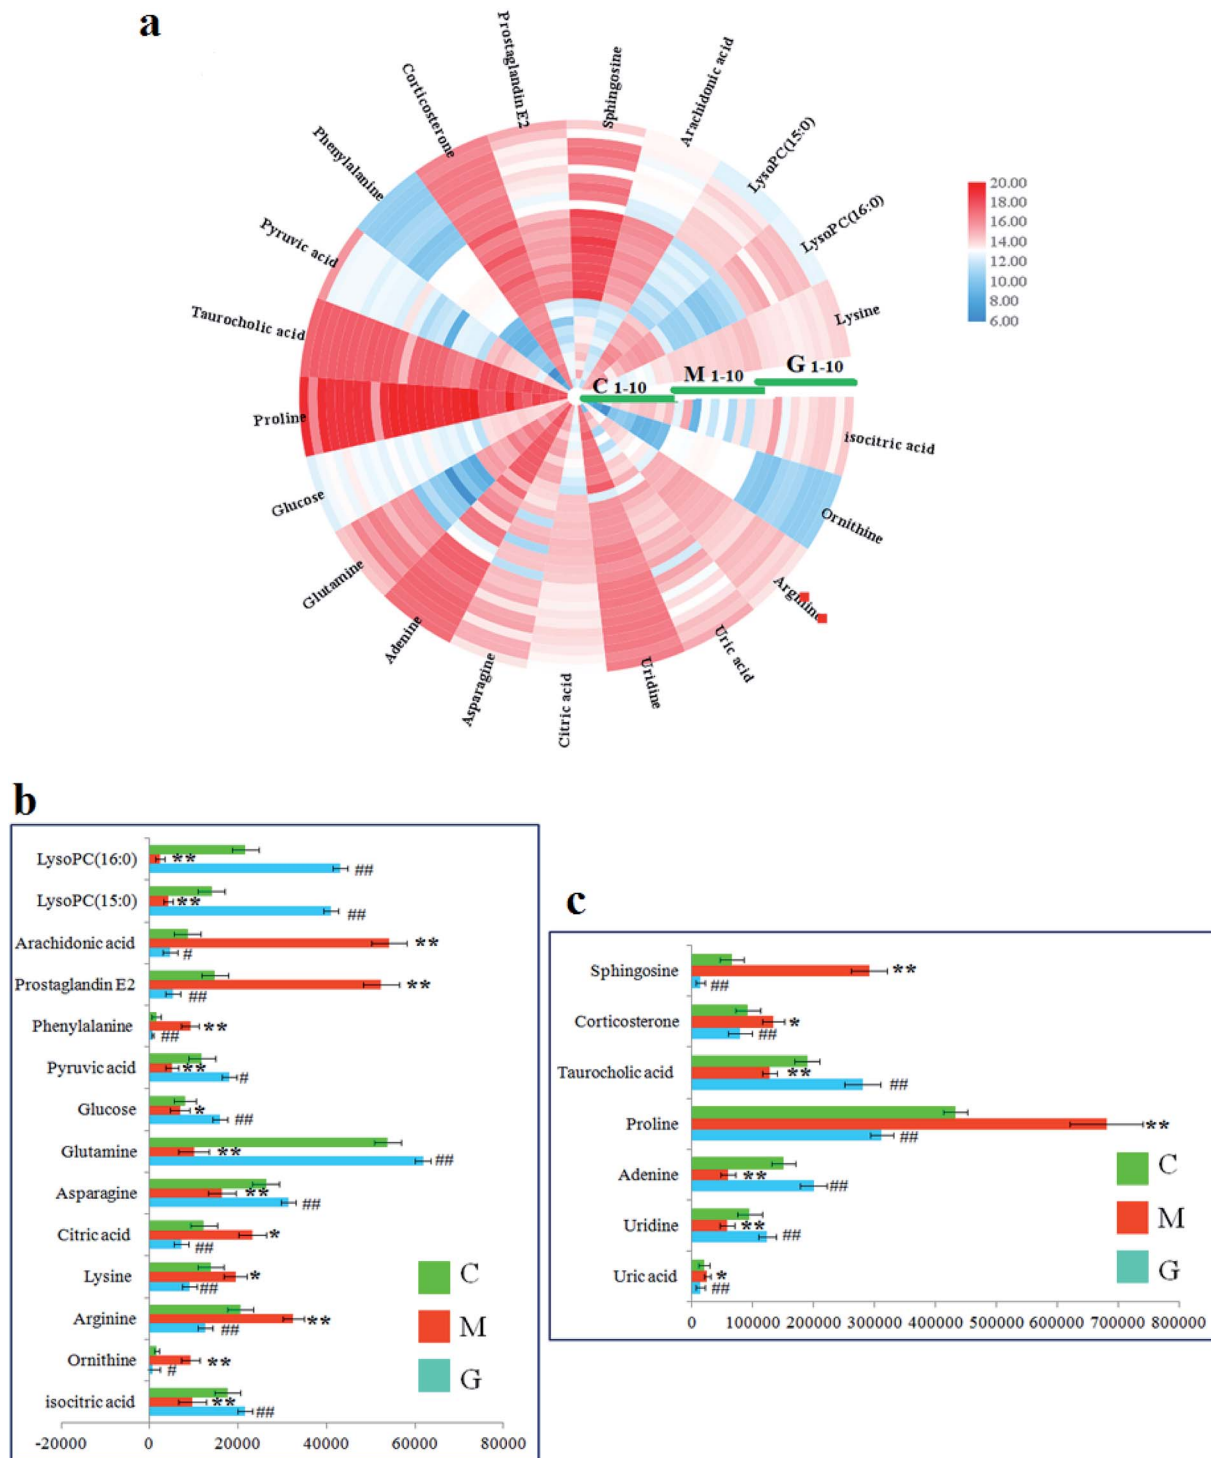 a
Prostaglandin E2
Sphingosine
Arachidonic acid
Corticosterone
LysoPC(15:0)
Phenylalanine
LysoPC(16:0)
Pyruvic acid
Lysine
Taurocholic acid
20.00
18.00
16.00
14.00
12.00
10.00
8.00
6.00
C 1-10
M 1-10
G 1-10
Proline
isocitric acid
Glucose
Ornithine
Glutamine
Arginine
Adenine
Uric acid
Asparagine
Uridine
Citric acid
b
LysoPC(16:0)
**
##
LysoPC(15:0)
**
##
Arachidonic acid
**
#
Prostaglandin E2
**
##
Phenylalanine
**
##
Pyruvic acid
**
#
Glucose
*
##
Glutamine
**
##
Asparagine
**
##
Citric acid
*
##
Lysine
*
##
Arginine
**
##
Ornithine
**
#
isocitric acid
**
##
C
M
G
-20000 0 20000 40000 60000 80000
c
Sphingosine
**
##
Corticosterone
*
##
Taurocholic acid
**
##
Proline
**
##
Adenine
**
##
Uridine
**
##
Uric acid
*
##
C
M
G
0 100000 200000 300000 400000 500000 600000 700000 800000